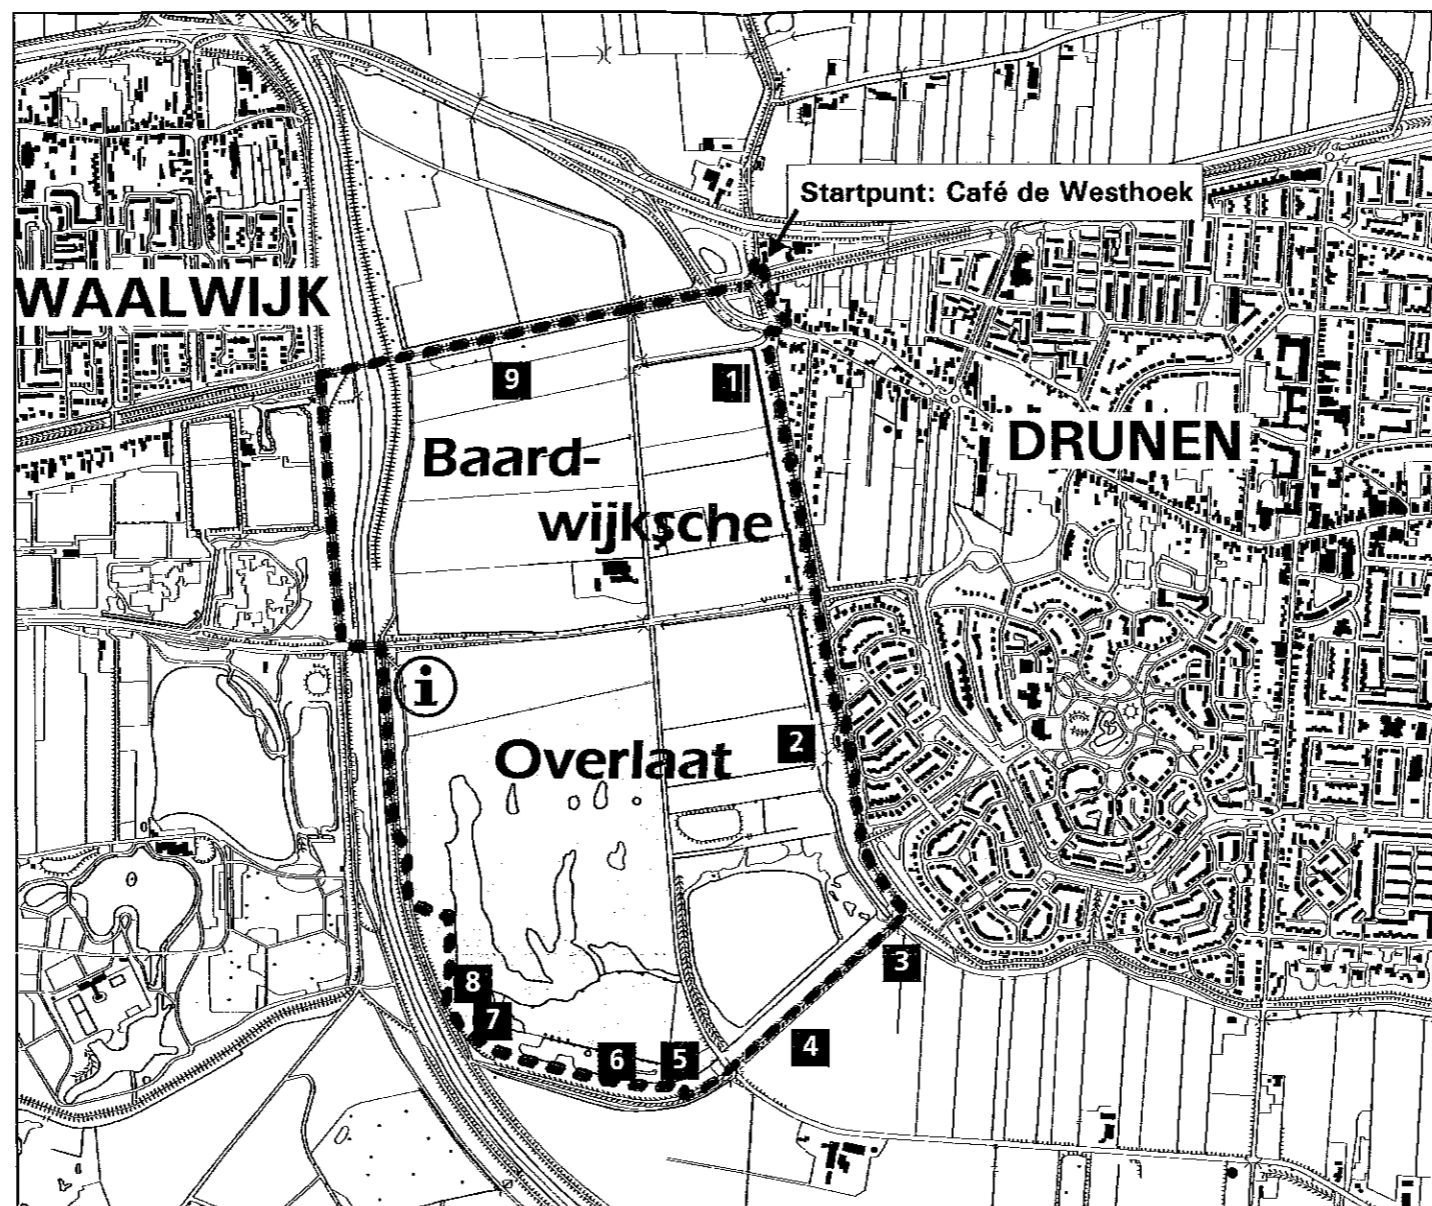 Startpunt: Café de Westhoek
WAALWIJK
9
1
DRUNEN
Baard-
wijksche
i
2
Overlaat
3
8
7
4
6
5